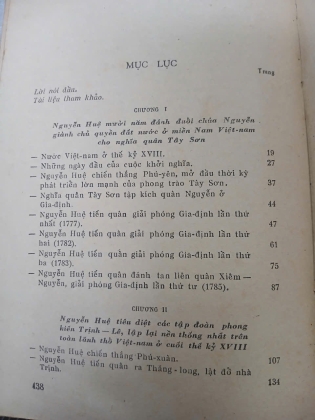 MỤC LỤC
Trang
Lời nói đầu.
Tài liệu tham khảo.
CHƯƠNG I
Nguyễn Huệ mười năm đánh đuổi chúa Nguyễn
giành chủ quyền đất nước ở miền Nam Việt-nam
cho nghĩa quân Tây Sơn
— Nước Việt-nam ở thế kỷ XVIII. 19
— Những ngày đầu của cuộc khởi nghĩa. 27
— Nguyễn Huệ chiến thắng Phú-yên, mở đầu thời kỳ
phát triển lớn mạnh của phong trào Tây Sơn, 37
— Nghĩa quân Tây Sơn tập kích quân Nguyễn ở
Gia-định. 44
— Nguyễn Huệ tiến quân giải phóng Gia-định lần thứ
nhất (1777). 47
— Nguyễn Huệ tiến quân giải phóng Gia-định lần thứ
hai (1782). 61
— Nguyễn Huệ tiến quân giải phóng Gia-định lần thứ
ba (1783). 75
— Nguyễn Huệ tiến quân đánh tan liên quân Xiêm—
Nguyễn, giải phóng Gia-định lần thứ tư (1785). 87
CHƯƠNG II
Nguyễn Huệ tiêu diệt các tập đoàn phong
kiến Trịnh—Lê, lập lại nền thống nhất trên
toàn lãnh thổ Việt-nam ở cuối thế kỷ XVIII
— Nguyễn Huệ chiến thắng Phú-xuân. 107
— Nguyễn Huệ tiến quân ra Thăng-long, lật đổ nhà
Trịnh. 134
438